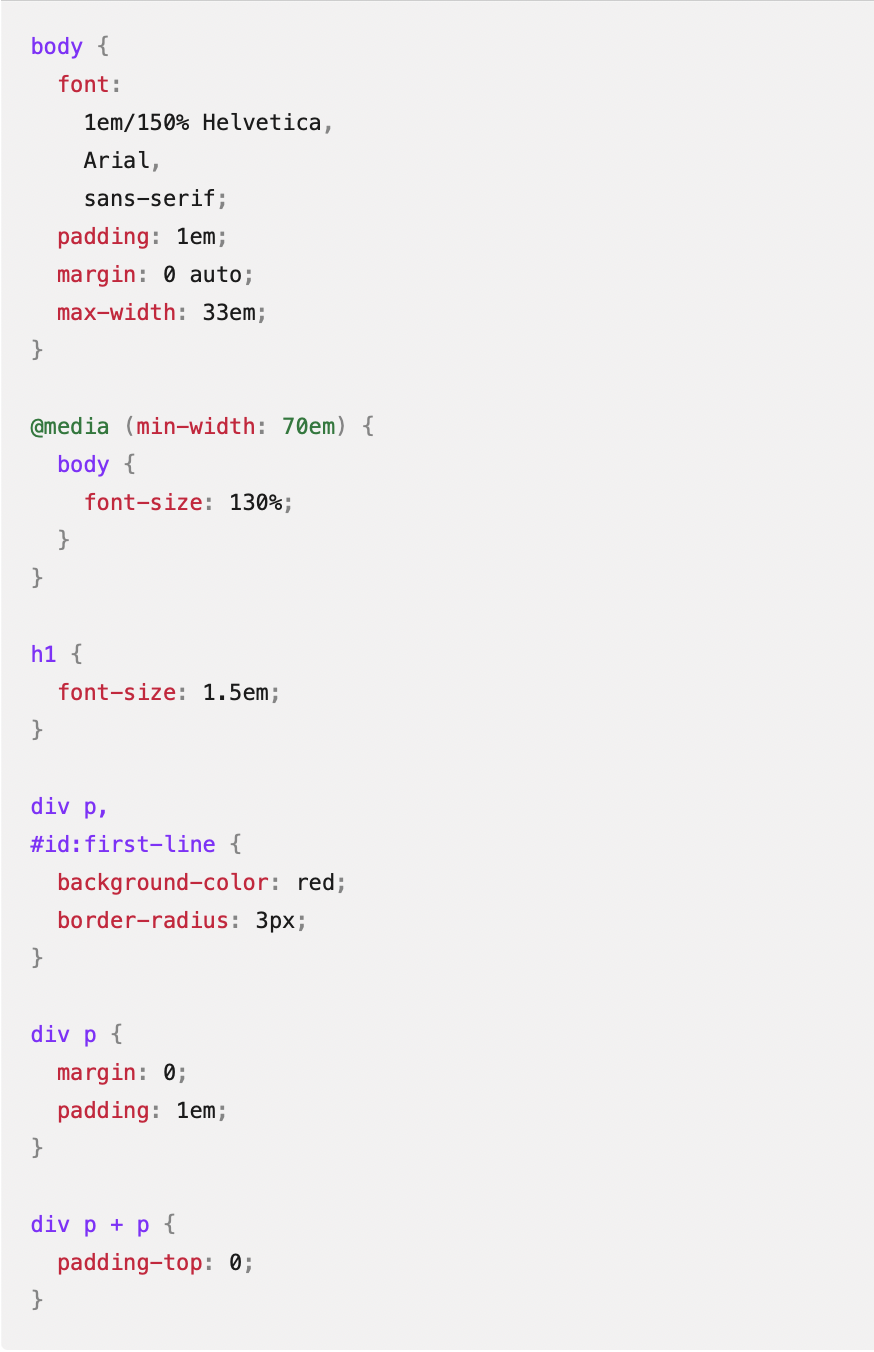 body {
  font:
    1em/150% Helvetica,
    Arial,
    sans-serif;
  padding: 1em;
  margin: 0 auto;
  max-width: 33em;
}

@media (min-width: 70em) {
  body {
    font-size: 130%;
  }
}

h1 {
  font-size: 1.5em;
}

div p,
#id:first-line {
  background-color: red;
  border-radius: 3px;
}

div p {
  margin: 0;
  padding: 1em;
}

div p + p {
  padding-top: 0;
}